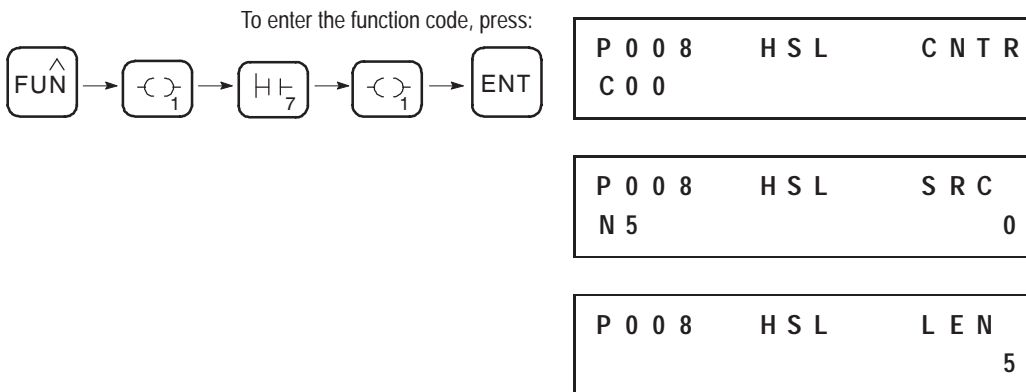 To enter the function code, press:
FUN
1
7
1
ENT
P008 HSL CNTR
C00
P008 HSL SRC
N5 0
P008 HSL LEN
5